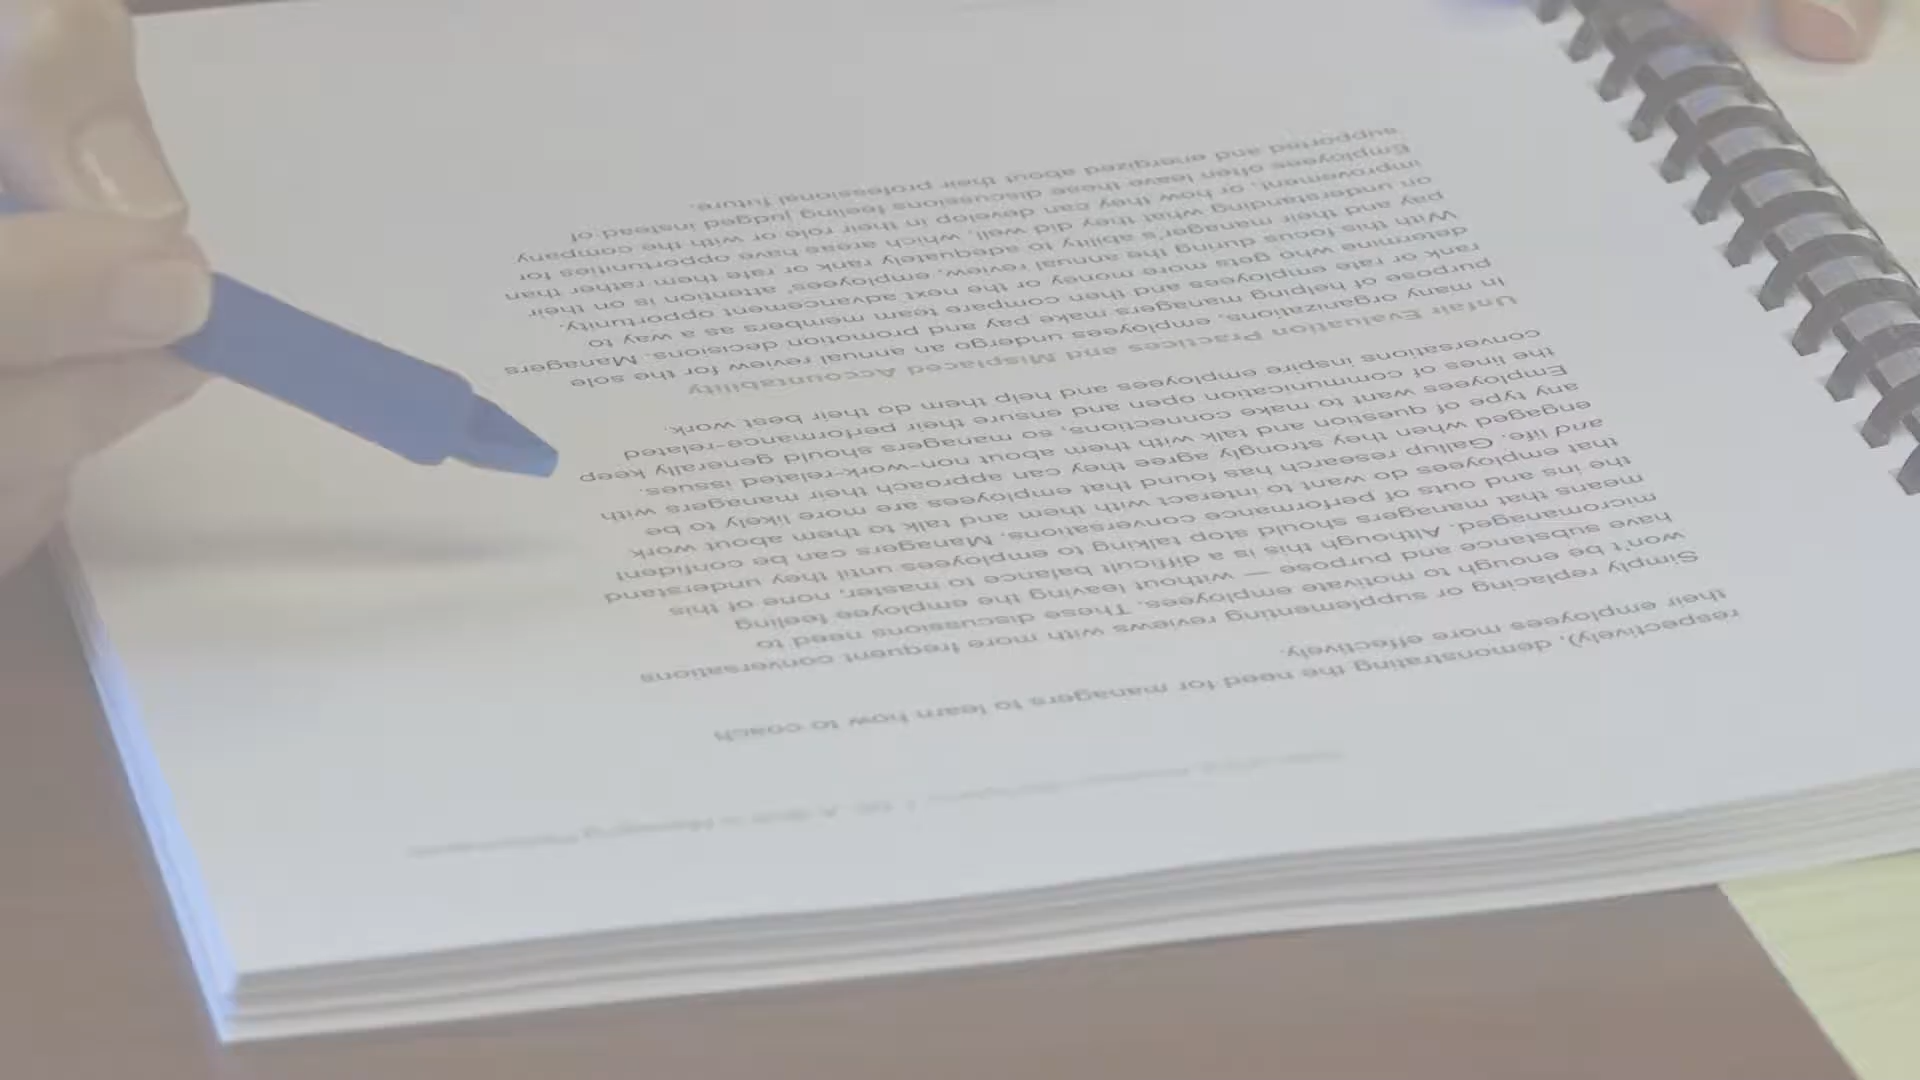 respectively), demonstrating the need for managers to learn how to coach
their employees more effectively.
Simply replacing or supplementing reviews with more frequent conversations
won't be enough to motivate employees. These discussions need to
have substance and purpose — without leaving the employee feeling
micromanaged. Although this is a difficult balance to master, none of this
means that managers should stop talking to employees until they understand
the ins and outs of performance conversations. Managers can be confident
that employees do want to interact with them and talk to them about work
and life. Gallup research has found that employees are more likely to be
engaged when they strongly agree they can approach their managers with
any type of question and talk with them about non-work-related issues.
Employees want to make connections, so managers should generally keep
the lines of communication open and ensure their performance-related
conversations inspire employees and help them do their best work.
Unfair Evaluation Practices and Misplaced Accountability
In many organizations, employees undergo an annual review for the sole
purpose of helping managers make pay and promotion decisions. Managers
rank or rate employees and then compare team members as a way to
determine who gets more money or the next advancement opportunity.
With this focus during the annual review, employees' attention is on their
pay and their manager's ability to adequately rank or rate them rather than
on understanding what they did well, which areas have opportunities for
improvement, or how they can develop in their role or with the company.
Employees often leave these discussions feeling judged instead of
supported and energized about their professional future.